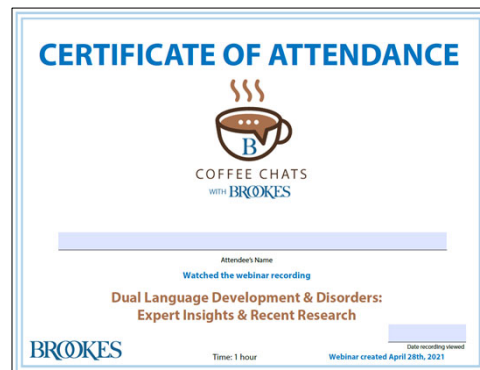 CERTIFICATE OF ATTENDANCE
B
COFFEE CHATS
WITH BROOKES
Attendee's Name
Watched the webinar recording
Dual Language Development & Disorders:
Expert Insights & Recent Research
BROOKES
Time: 1 hour
Date recording viewed
Webinar created April 28th, 2021